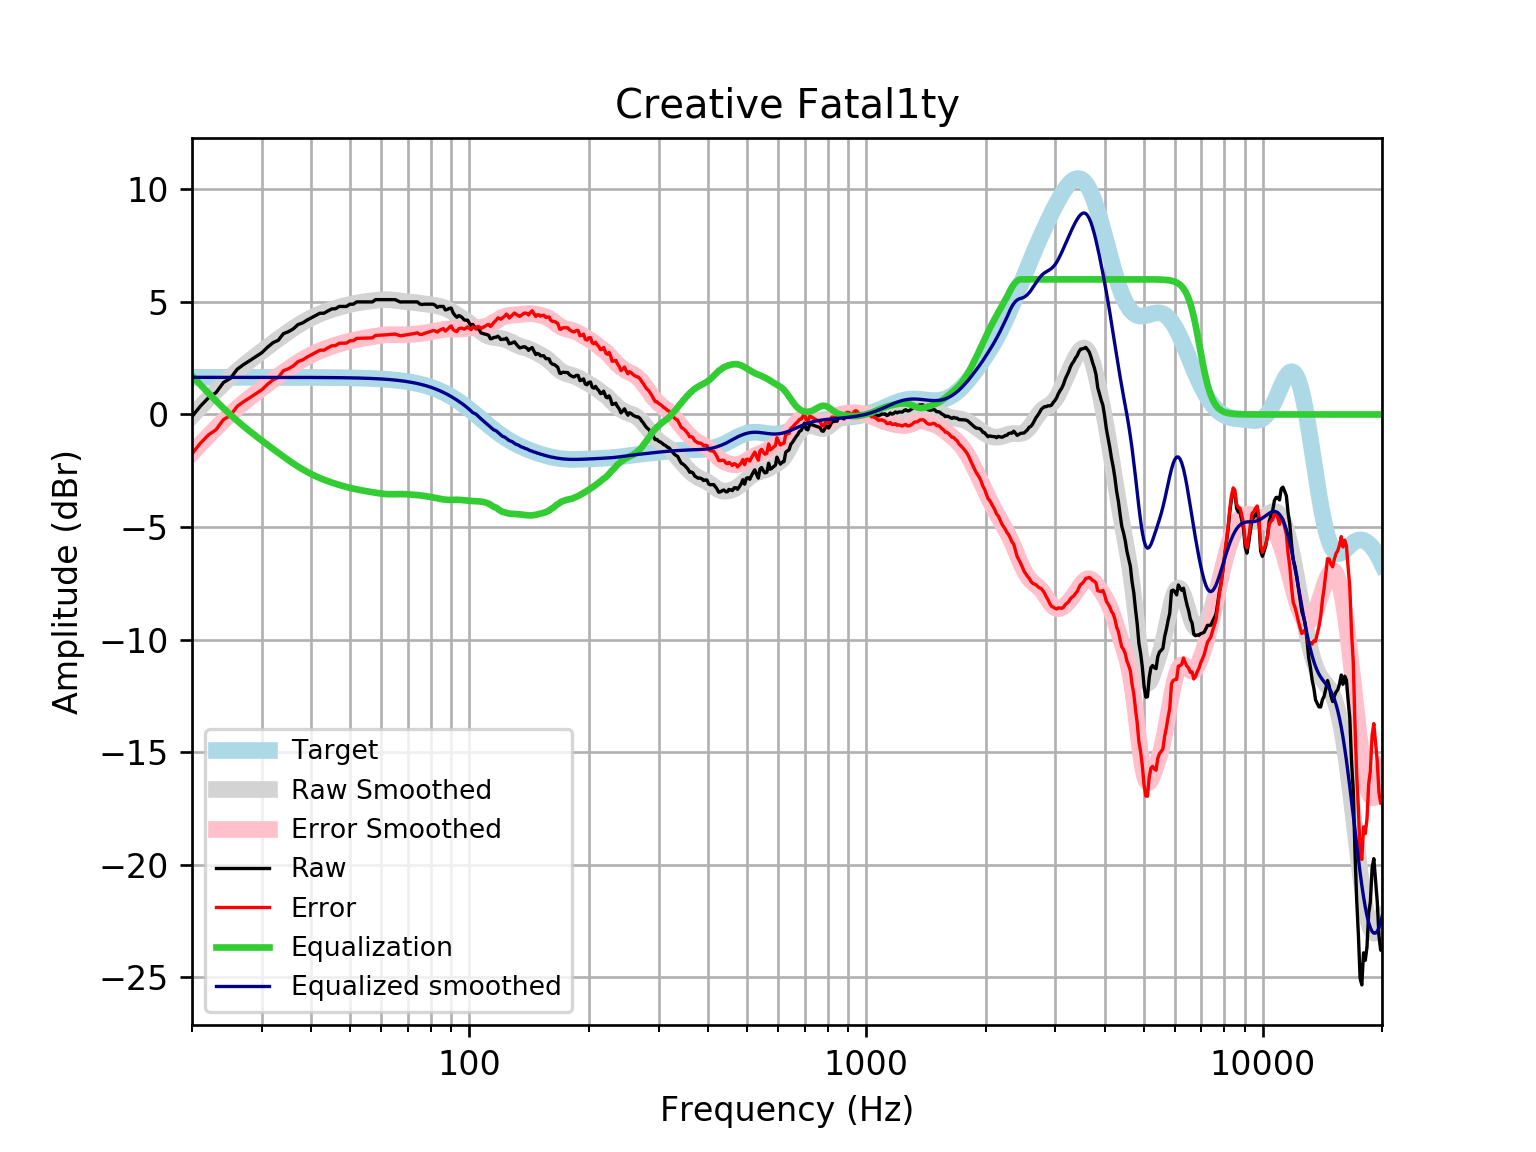 Creative Fatal1ty
Amplitude (dBr)
10
5
0
−5
−10
−15
−20
−25
Target
Raw Smoothed
Error Smoothed
Raw
Error
Equalization
Equalized smoothed
100
1000
10000
Frequency (Hz)